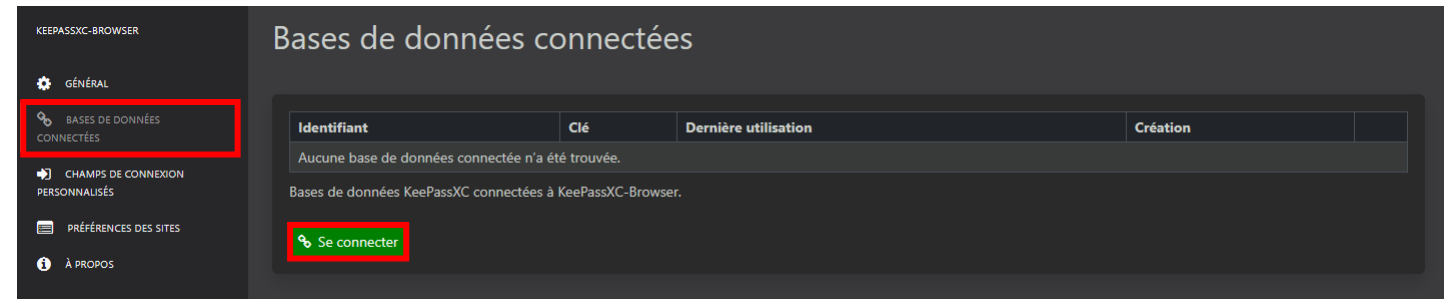 KEEPASSXC-BROWSER
GÉNÉRAL
BASES DE DONNÉES
CONNECTÉES
CHAMPS DE CONNEXION
PERSONNALISÉS
PRÉFÉRENCES DES SITES
À PROPOS
Bases de données connectées
Identifiant Clé Dernière utilisation Création
Aucune base de données connectée n’a été trouvée.
Bases de données KeePassXC connectées à KeePassXC-Browser.
Se connecter